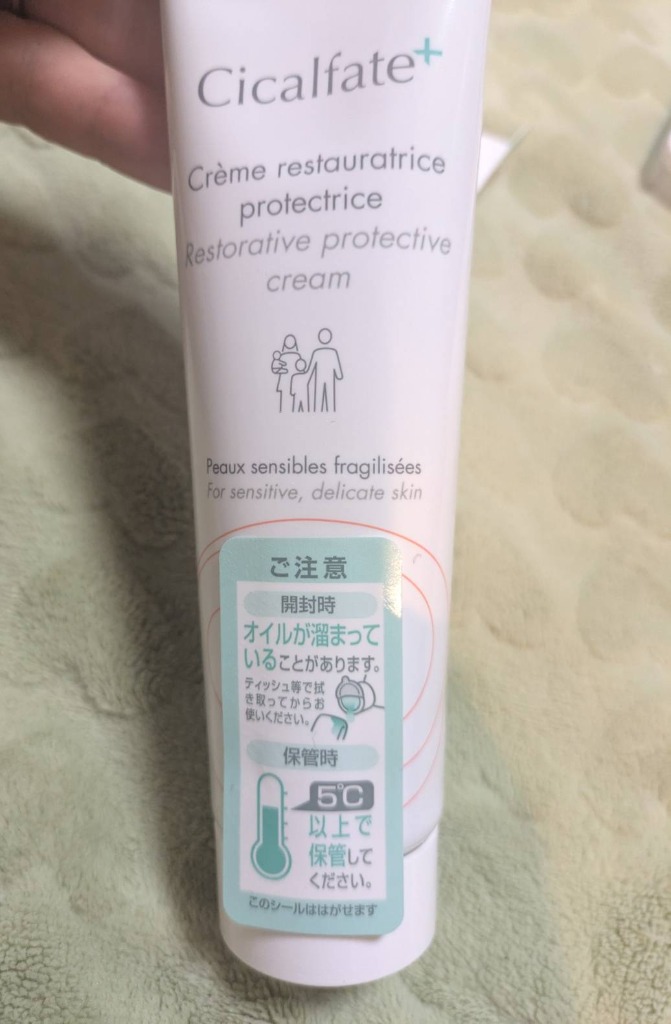 Cicalfate+
Crème restauratrice
protectrice
Restorative protective
cream
Peaux sensibles fragilisées
For sensitive, delicate skin
ご注意
開封時
オイルが溜まって
いることがあります。
ティッシュ等で拭
き取ってからお
使いください。
保管時
5℃
以上で
保管して
ください。
このシールははがせます